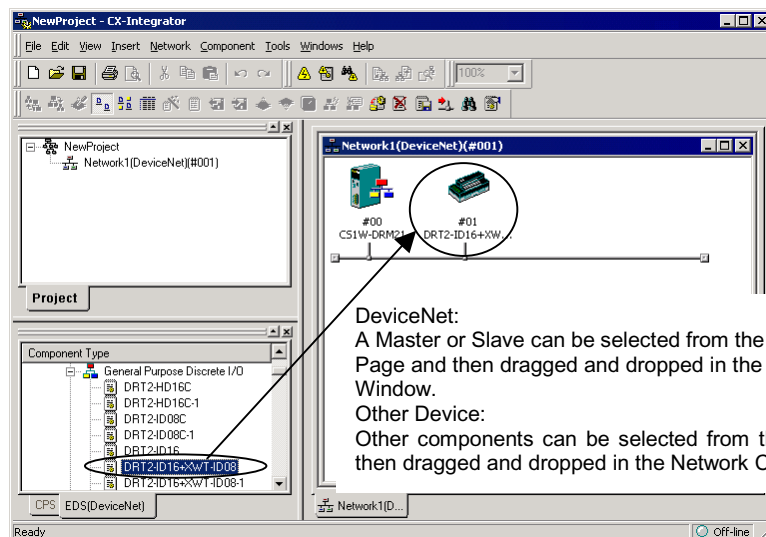 NewProject - CX-Integrator
File Edit View Insert Network Component Tools Windows Help
100%
NewProject
Network1(DeviceNet)(#001)
Project
Component Type
General Purpose Discrete I/O
DRT2-HD16C
DRT2-HD16C-1
DRT2-ID08C
DRT2-ID08C-1
DRT2-ID16
DRT2-ID16+XWT-ID08
DRT2-ID16+XWT-ID08-1
CPS EDS(DeviceNet)
Network1(DeviceNet)(#001)
#00 #01
CS1W-DRM21 DRT2-ID16+XW...
DeviceNet:
A Master or Slave can be selected from the
Page and then dragged and dropped in the
Window.
Other Device:
Other components can be selected from
then dragged and dropped in the Network
Network1(D...
Ready Off-line